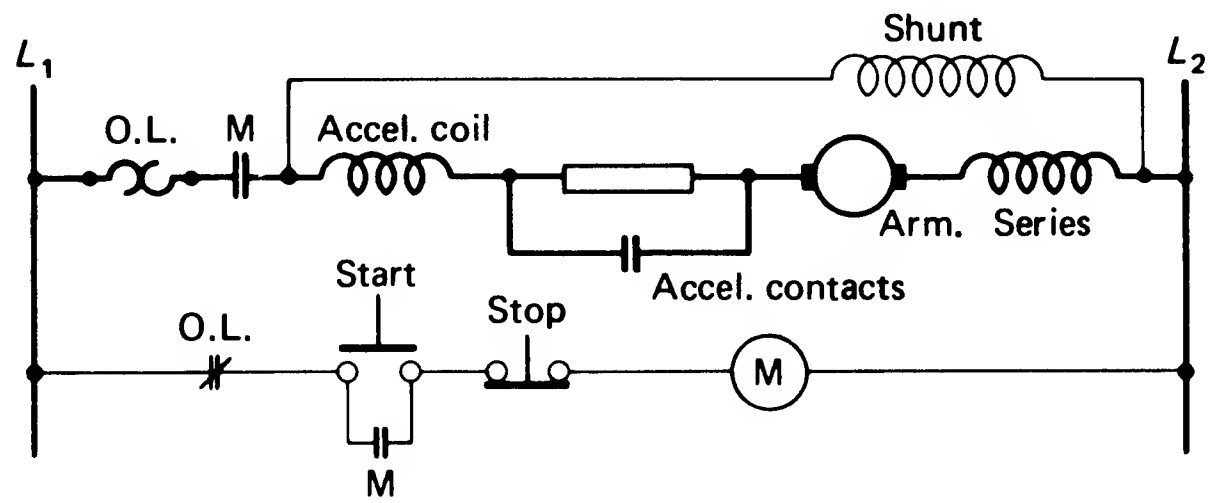 Shunt
L1
L2
O.L.
M
Accel. coil
Arm.
Series
Accel. contacts
Start
Stop
O.L.
M
M